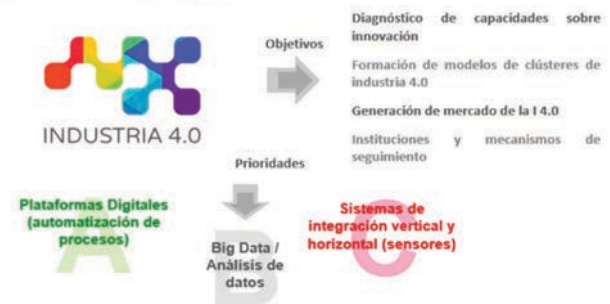 INDUSTRIA 4.0
Objetivos
Diagnóstico de capacidades sobre
innovación
Formación de modelos de clústeres de
industria 4.0
Generación de mercado de la I 4.0
Instituciones y mecanismos de
seguimiento
Prioridades
A
Plataformas Digitales
(automatización de
procesos)
B
Big Data /
Análisis de
datos
C
Sistemas de
integración vertical y
horizontal (sensores)